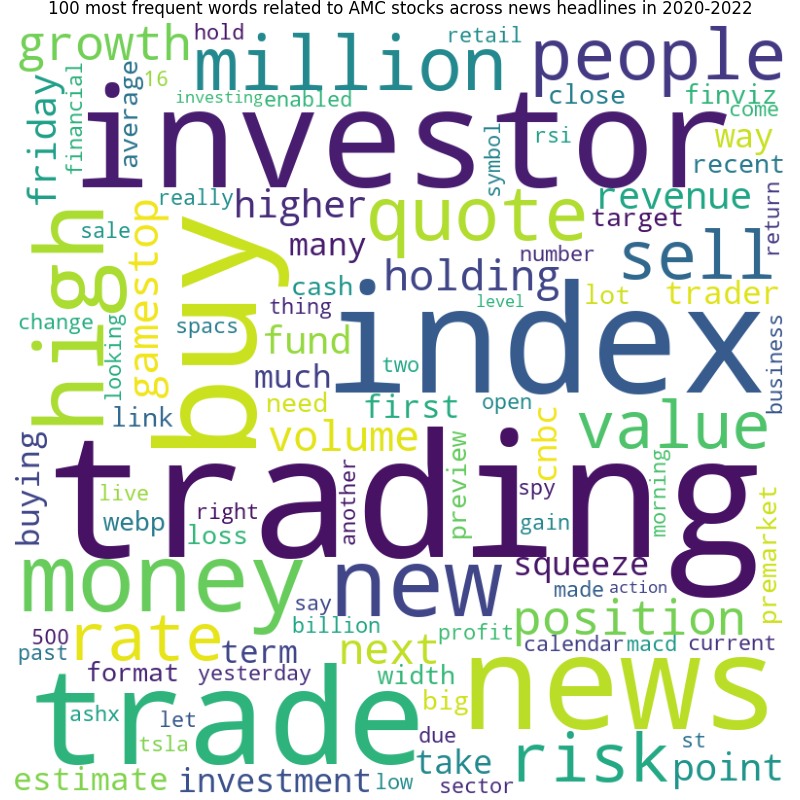 100 most frequent words related to AMC stocks across news headlines in 2020-2022
growth
hold
retail
million
people
friday
financial
average
16
investing
enabled
close
finviz
come
investor
symbol
rsi
way
recent
really
higher
quote
revenue
target
return
sale
high
gamestop
buy
many
holding
number
sell
cash
lot
trader
thing
level
index
change
looking
spacs
fund
two
business
much
link
need
first
open
value
volume
cnbc
buying
trading
preview
morning
live
another
spy
webp
right
loss
gain
premarket
money
new
squeeze
made
action
say
position
500
rate
billion
profit
past
term
next
calendar
macd
current
format
yesterday
width
news
trade
ashx
let
big
tsla
due
st
take
risk
point
estimate
investment
low
sector